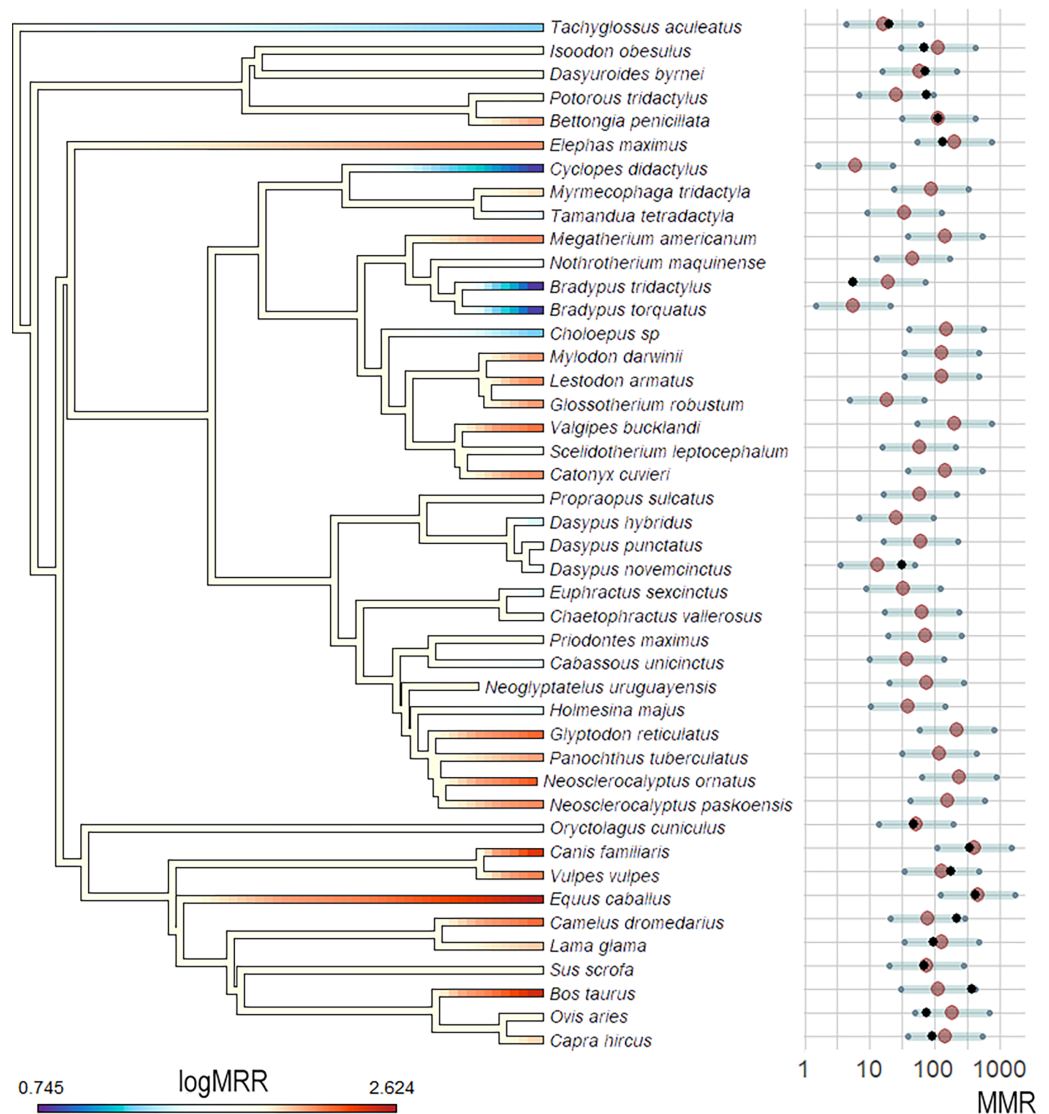 Tachyglossus aculeatus
Isoodon obesulus
Dasyuroides byrnei
Potorous tridactylus
Bettongia penicillata
Elephas maximus
Cyclopes didactylus
Myrmecophaga tridactyla
Tamandua tetradactyla
Megatherium americanum
Nothrotherium maquinense
Bradypus tridactylus
Bradypus torquatus
Choloepus sp
Mylodon darwinii
Lestodon armatus
Glossotherium robustum
Valgipes bucklandi
Scelidotherium leptocephalum
Catonyx cuvieri
Propraopus sulcatus
Dasypus hybridus
Dasypus punctatus
Dasypus novemcinctus
Euphractus sexcinctus
Chaetophractus vallerosus
Priodontes maximus
Cabassous unicinctus
Neoglyptatelus uruguayensis
Holmesina majus
Glyptodon reticulatus
Panochthus tuberculatus
Neosclerocalyptus ornatus
Neosclerocalyptus paskoensis
Oryctolagus cuniculus
Canis familiaris
Vulpes vulpes
Equus caballus
Camelus dromedarius
Lama glama
Sus scrofa
Bos taurus
Ovis aries
Capra hircus
1 10 100 1000
MMR
0.745 logMRR 2.624